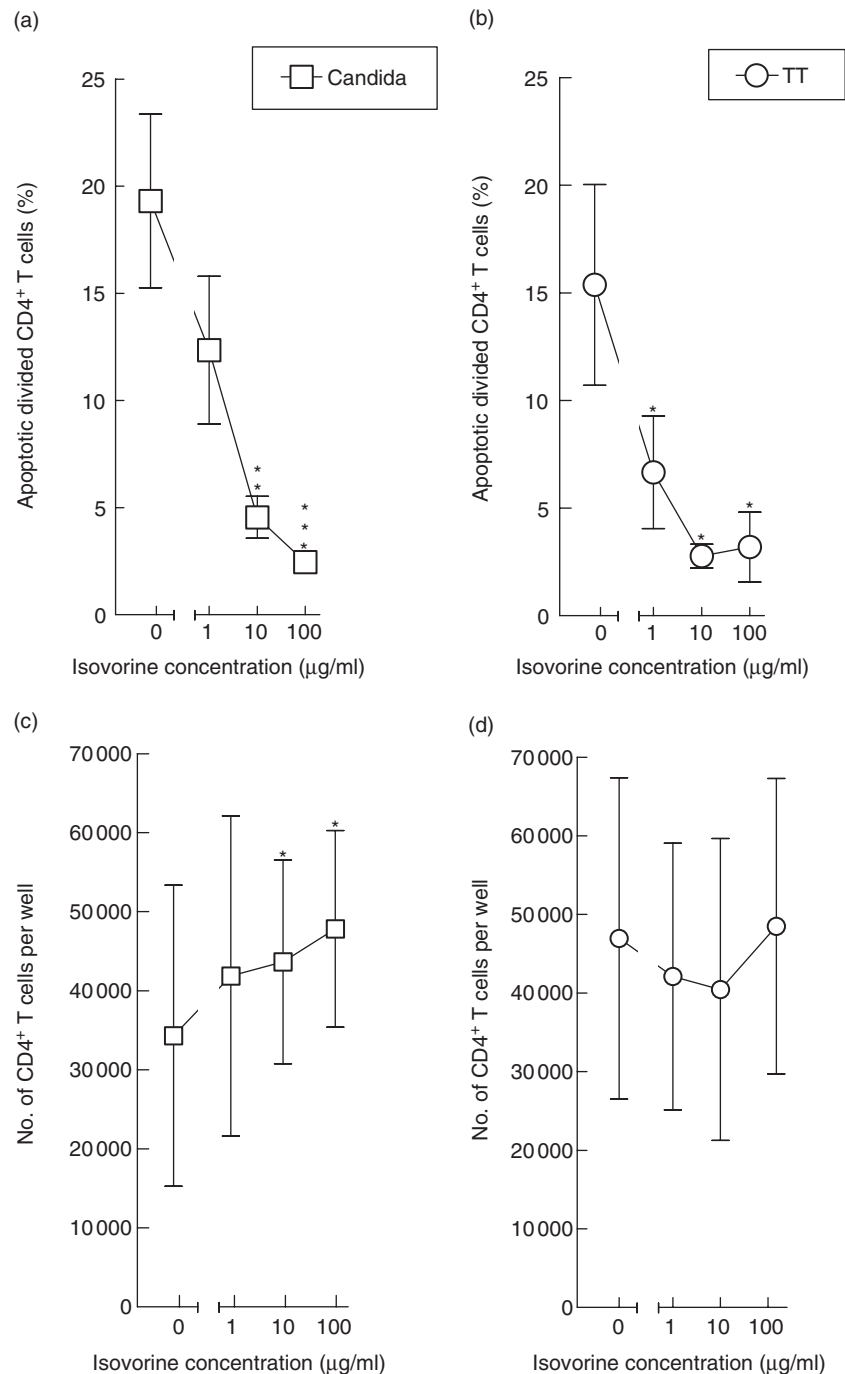 (a)
Candida
25
20
15
10
5
0
Apoptotic divided CD4⁺ T cells (%)
* *
* * *
0 1 10 100
Isovorine concentration (µg/ml)
(b)
TT
25
20
15
10
5
0
Apoptotic divided CD4⁺ T cells (%)
* * *
0 1 10 100
Isovorine concentration (µg/ml)
(c)
70 000
60 000
50 000
40 000
30 000
20 000
10 000
0
No. of CD4⁺ T cells per well
* *
0 1 10 100
Isovorine concentration (µg/ml)
(d)
70 000
60 000
50 000
40 000
30 000
20 000
10 000
0
No. of CD4⁺ T cells per well
0 1 10 100
Isovorine concentration (µg/ml)